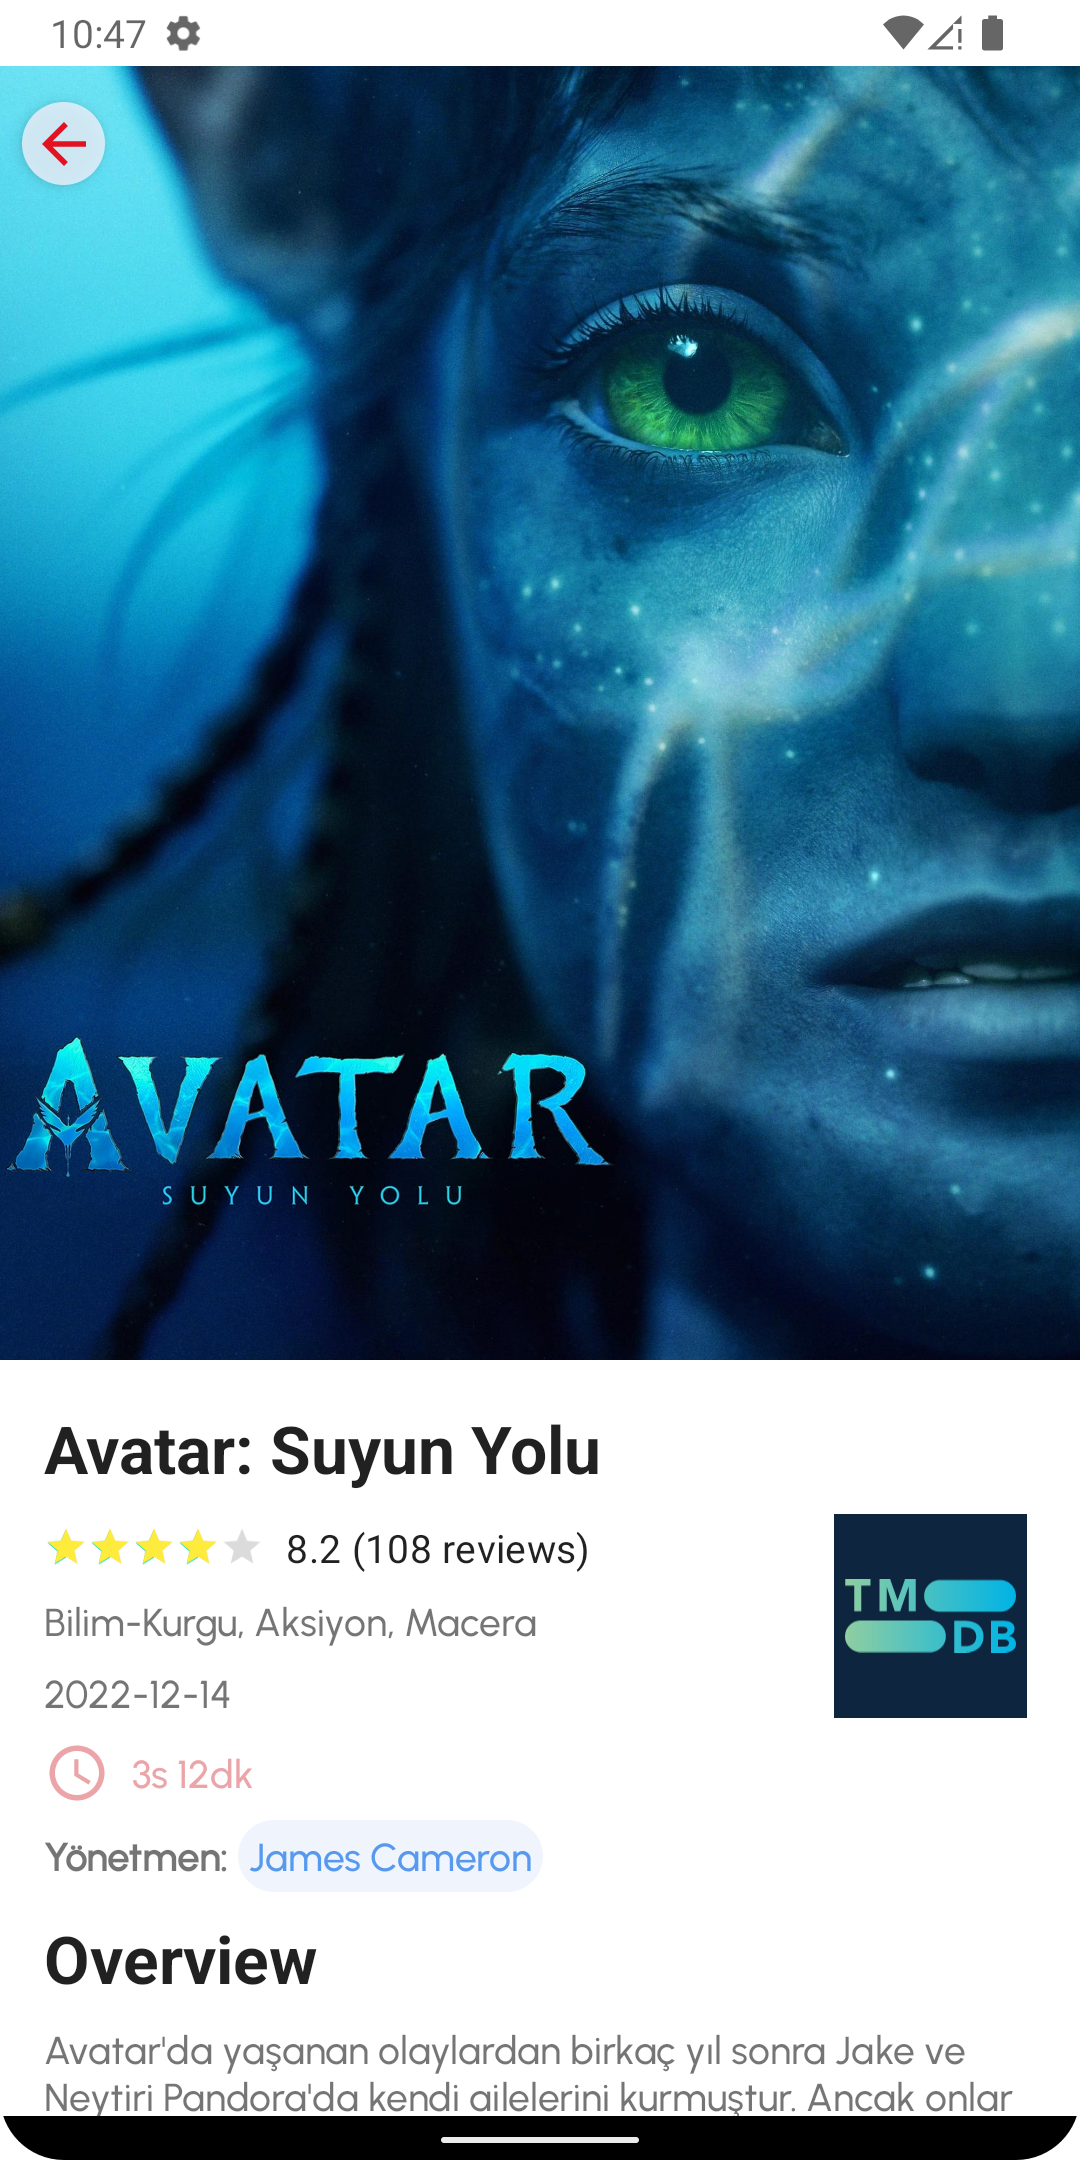 10:47
AVATAR
SUYUN YOLU
Avatar: Suyun Yolu
8.2 (108 reviews)
TM
DB
Bilim-Kurgu, Aksiyon, Macera
2022-12-14
3s 12dk
Yönetmen: James Cameron
Overview
Avatar'da yaşanan olaylardan birkaç yıl sonra Jake ve
Neytiri Pandora'da kendi ailelerini kurmuştur. Ancak onlar